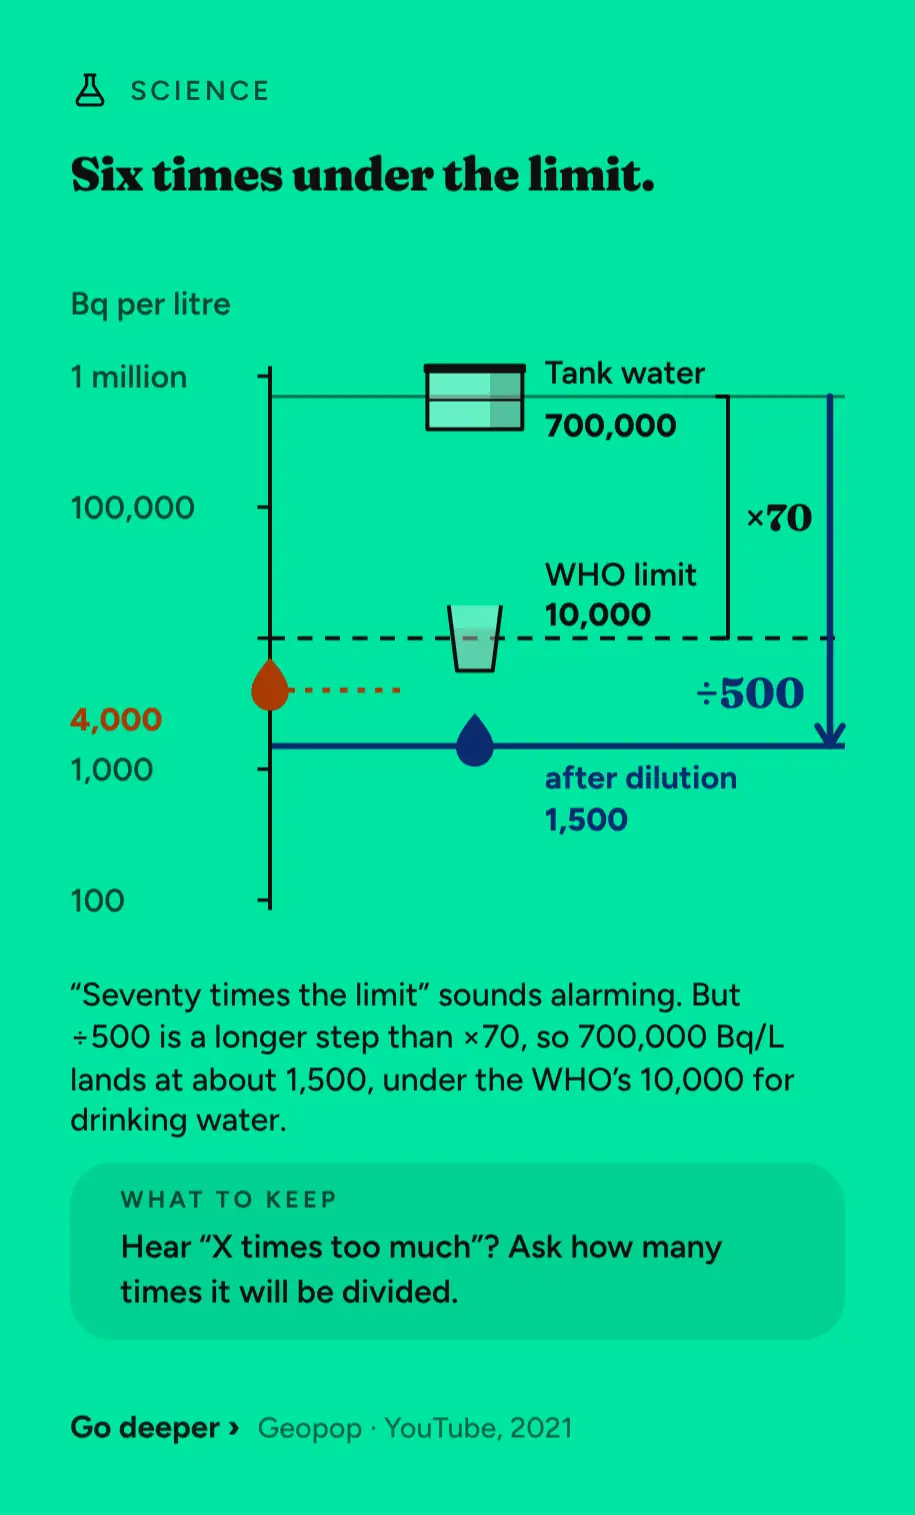 SCIENCE
Six times under the limit.
Bq per litre
1 million
Tank water
700,000
100,000
×70
WHO limit
10,000
÷500
4,000
1,000
after dilution
1,500
100
“Seventy times the limit” sounds alarming. But
÷500 is a longer step than ×70, so 700,000 Bq/L
lands at about 1,500, under the WHO’s 10,000 for
drinking water.
WHAT TO KEEP
Hear “X times too much”? Ask how many
times it will be divided.
Go deeper › Geopop · YouTube, 2021